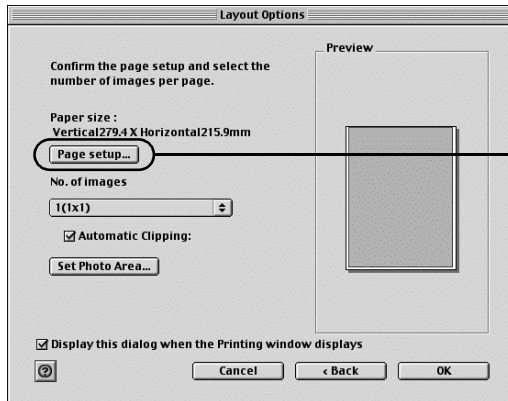 Layout Options
Confirm the page setup and select the
number of images per page.
Paper size :
Vertical279.4 X Horizontal215.9mm
Page setup...
No. of images
1(1x1)
Automatic Clipping:
Set Photo Area...
Preview
Display this dialog when the Printing window displays
?
Cancel
‹ Back
OK